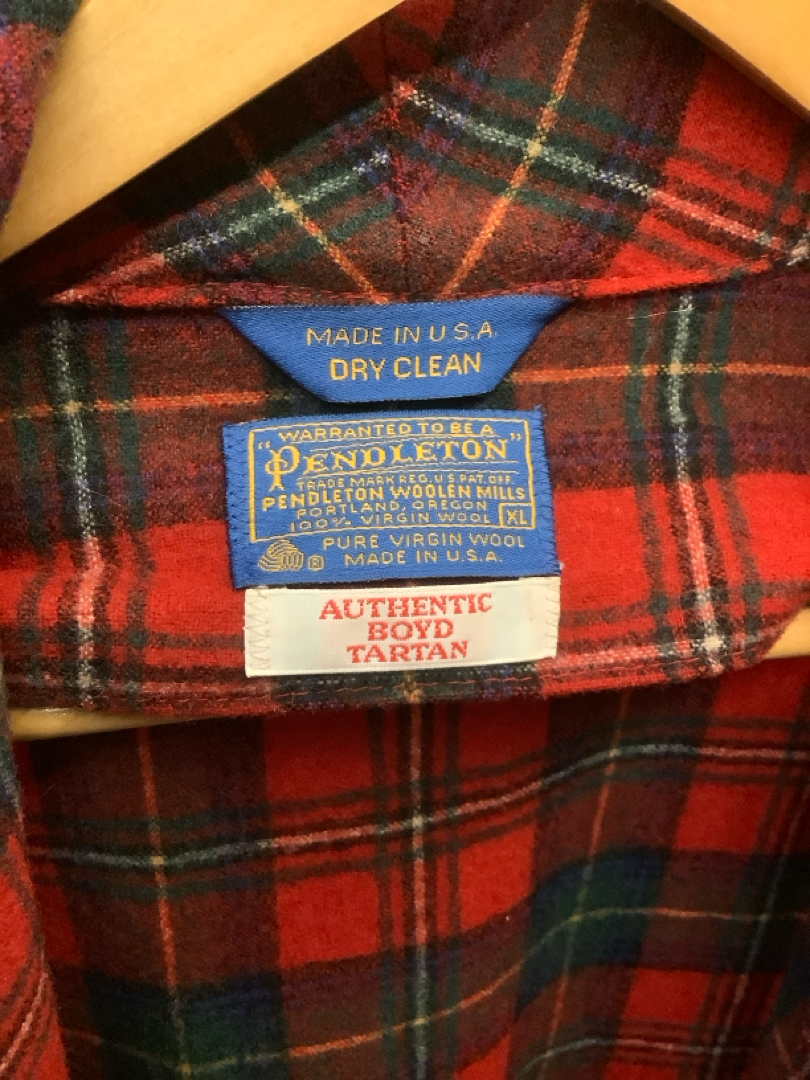 MADE IN U.S.A.
DRY CLEAN
WARRANTED TO BE A
"PENDLETON"
TRADE MARK REG. U.S. PAT. OFF.
PENDLETON WOOLEN MILLS
PORTLAND, OREGON
100% VIRGIN WOOL XL
PURE VIRGIN WOOL
® MADE IN U.S.A.
AUTHENTIC
BOYD
TARTAN